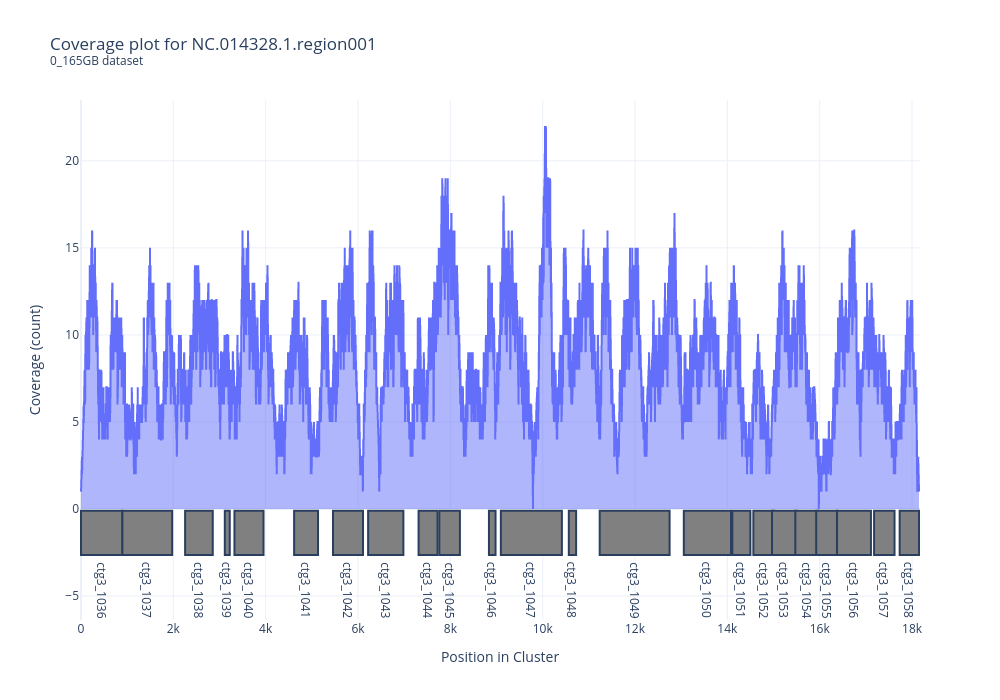 Coverage plot for NC.014328.1.region001
0_165GB dataset
Coverage (count)
20
15
10
5
0
−5
ctg3_1036
ctg3_1037
ctg3_1038
ctg3_1039
ctg3_1040
ctg3_1041
ctg3_1042
ctg3_1043
ctg3_1044
ctg3_1045
ctg3_1046
ctg3_1047
ctg3_1048
ctg3_1049
ctg3_1050
ctg3_1051
ctg3_1052
ctg3_1053
ctg3_1054
ctg3_1055
ctg3_1056
ctg3_1057
ctg3_1058
0 2k 4k 6k 8k 10k 12k 14k 16k 18k
Position in Cluster